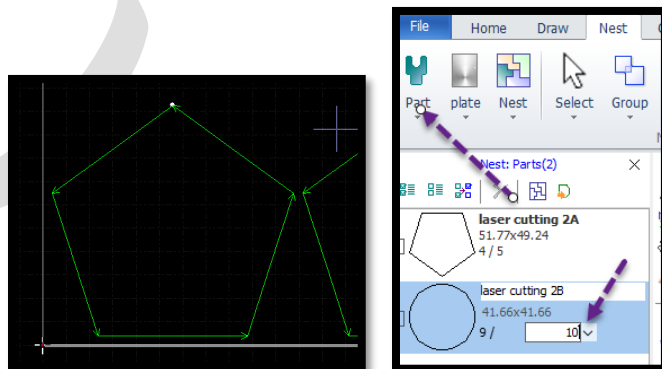 File Home Draw Nest
Part plate Nest Select Group
Nest: Parts(2)
laser cutting 2A
51.77x49.24
4 / 5
laser cutting 2B
41.66x41.66
9 / 10